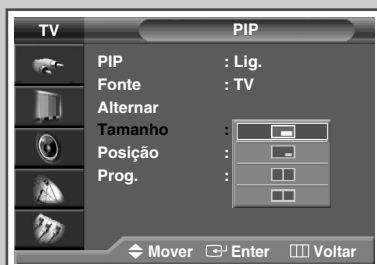 TV PIP
PIP : Lig.
Fonte : TV
Alternar
Tamanho :
Posição :
Prog. :
Mover Enter Voltar